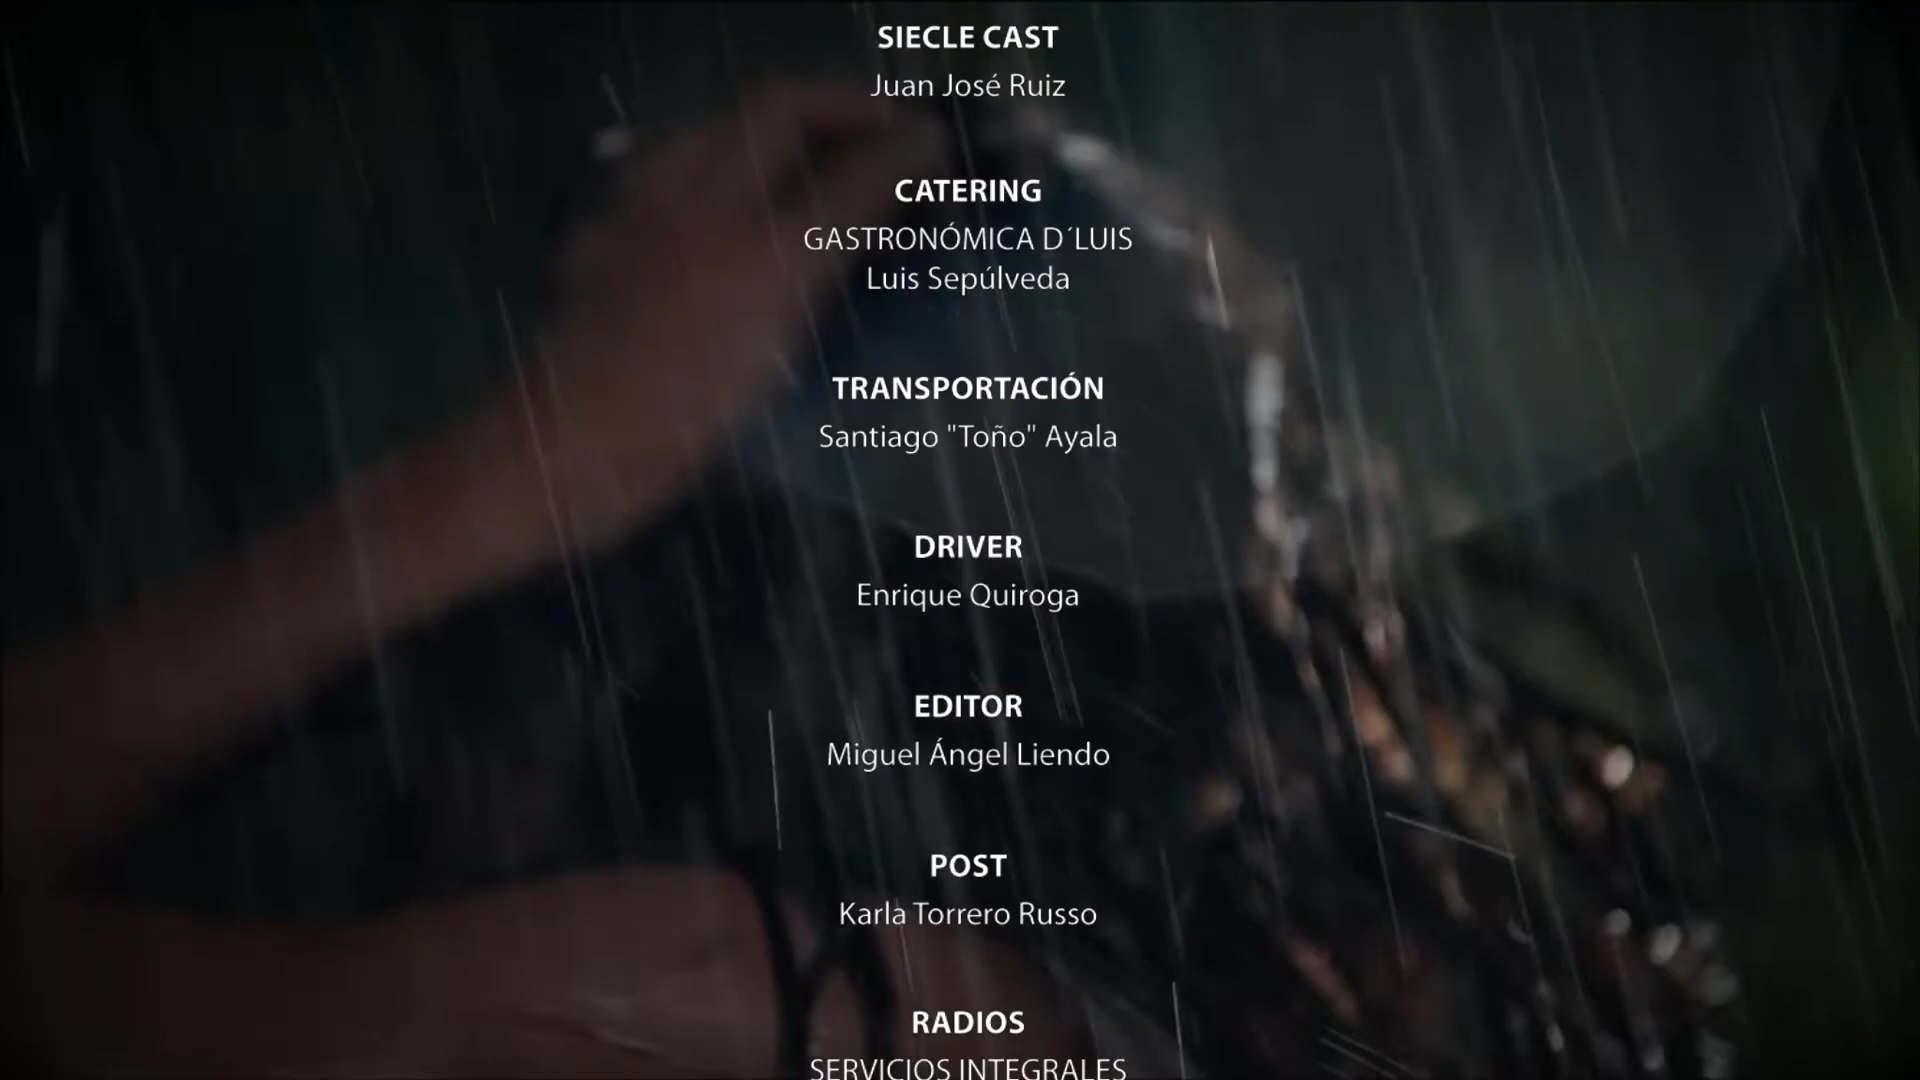 SIECLE CAST
Juan José Ruiz
CATERING
GASTRONÓMICA D´LUIS
Luis Sepúlveda
TRANSPORTACIÓN
Santiago "Toño" Ayala
DRIVER
Enrique Quiroga
EDITOR
Miguel Ángel Liendo
POST
Karla Torrero Russo
RADIOS
SERVICIOS INTEGRALES